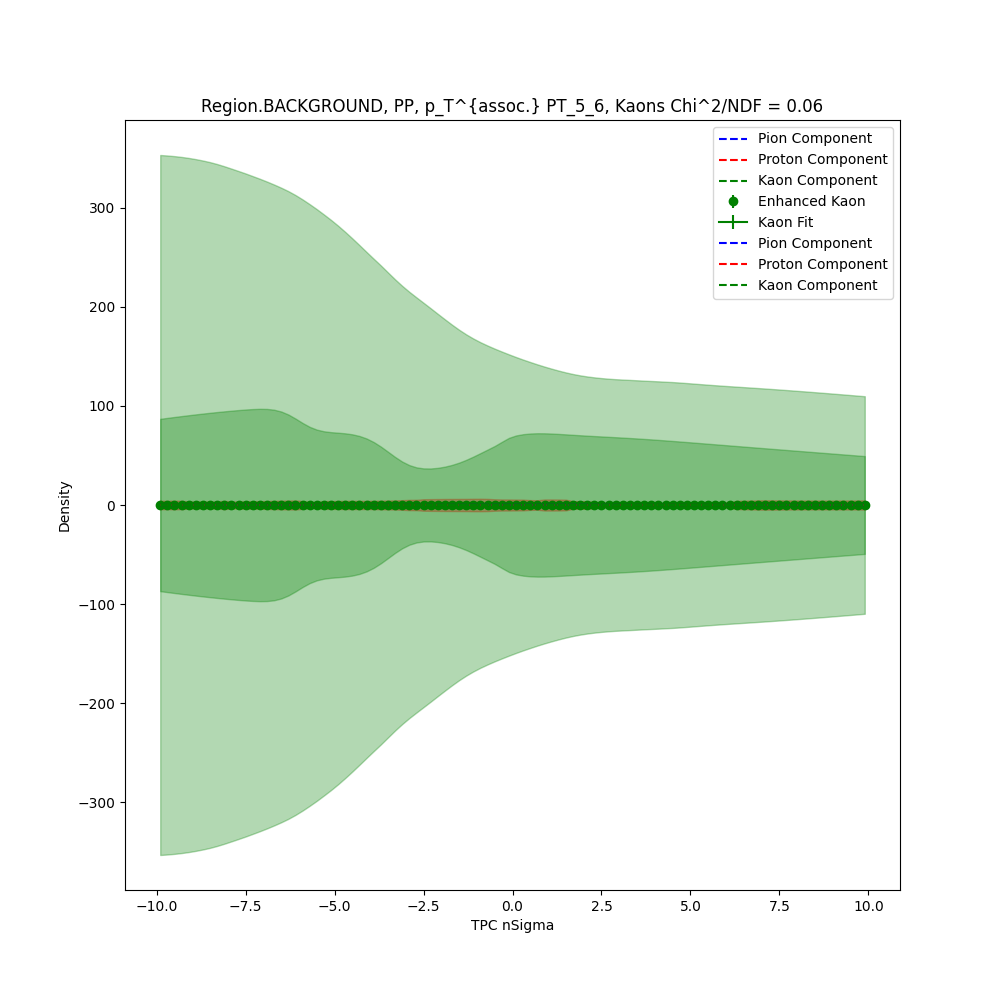 Region.BACKGROUND, PP, p_T^{assoc.} PT_5_6, Kaons Chi^2/NDF = 0.06
Pion Component
Proton Component
Kaon Component
Enhanced Kaon
Kaon Fit
Pion Component
Proton Component
Kaon Component
300
200
100
0
−100
−200
−300
Density
−10.0 −7.5 −5.0 −2.5 0.0 2.5 5.0 7.5 10.0
TPC nSigma